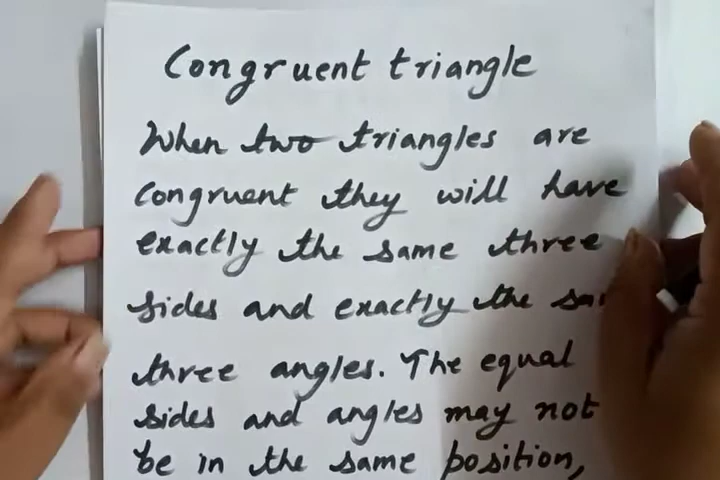 Congruent triangle
When two triangles are
congruent they will have
exactly the same three
sides and exactly the
three angles. The equal
sides and angles may not
be in the same position,